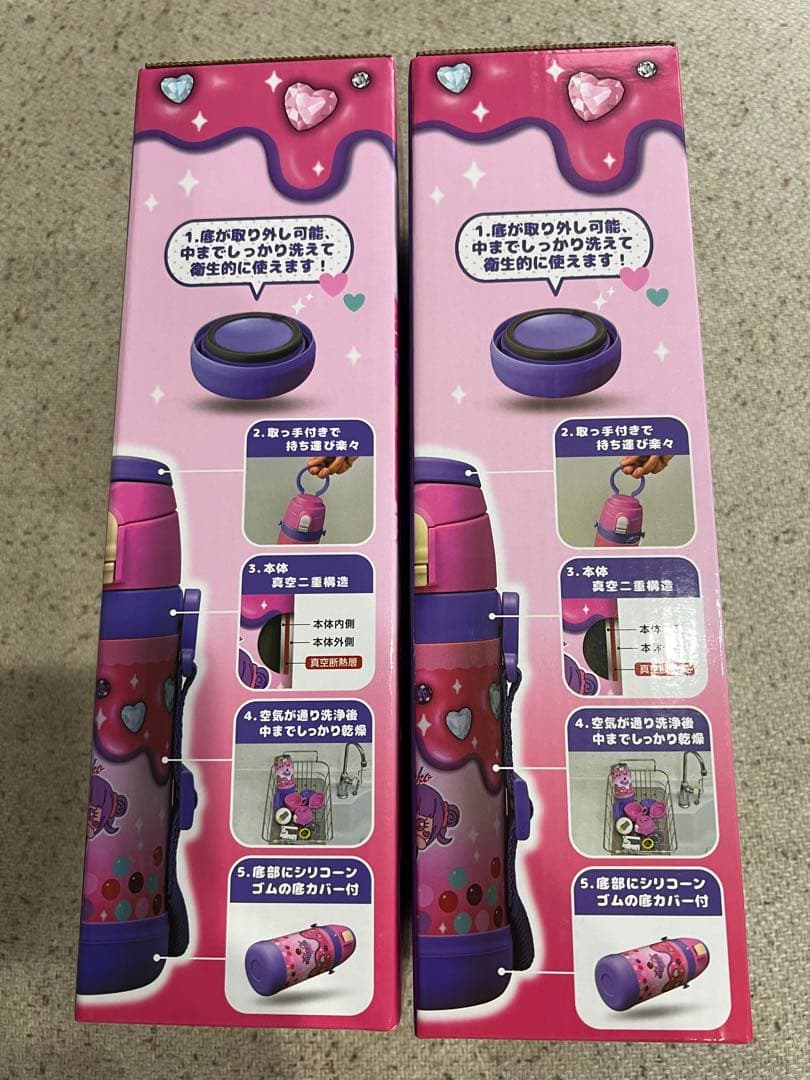 1.底が取り外し可能、
中までしっかり洗えて
衛生的に使えます！
2.取っ手付きで
持ち運び楽々
3.本体
真空二重構造
本体内側
本体外側
真空断熱層
4.空気が通り洗浄後
中までしっかり乾燥
5.底部にシリコーン
ゴムの底カバー付
1.底が取り外し可能、
中までしっかり洗えて
衛生的に使えます！
2.取っ手付きで
持ち運び楽々
3.本体
真空二重構造
4.空気が通り洗浄後
中までしっかり乾燥
5.底部にシリコーン
ゴムの底カバー付